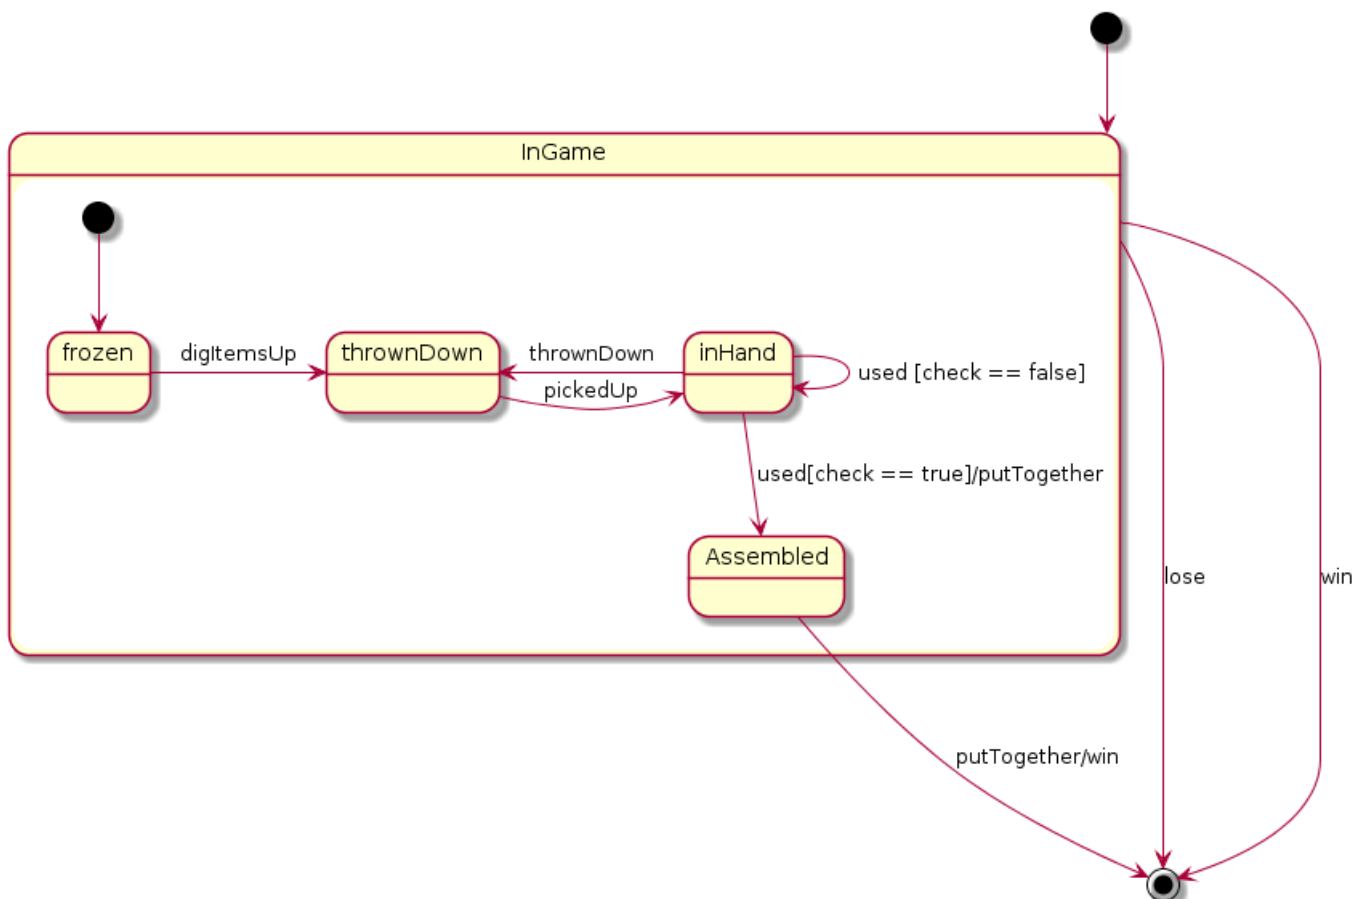 InGame
frozen
digItemsUp
thrownDown
thrownDown
pickedUp
inHand
used [check == false]
used[check == true]/putTogether
Assembled
lose
win
putTogether/win